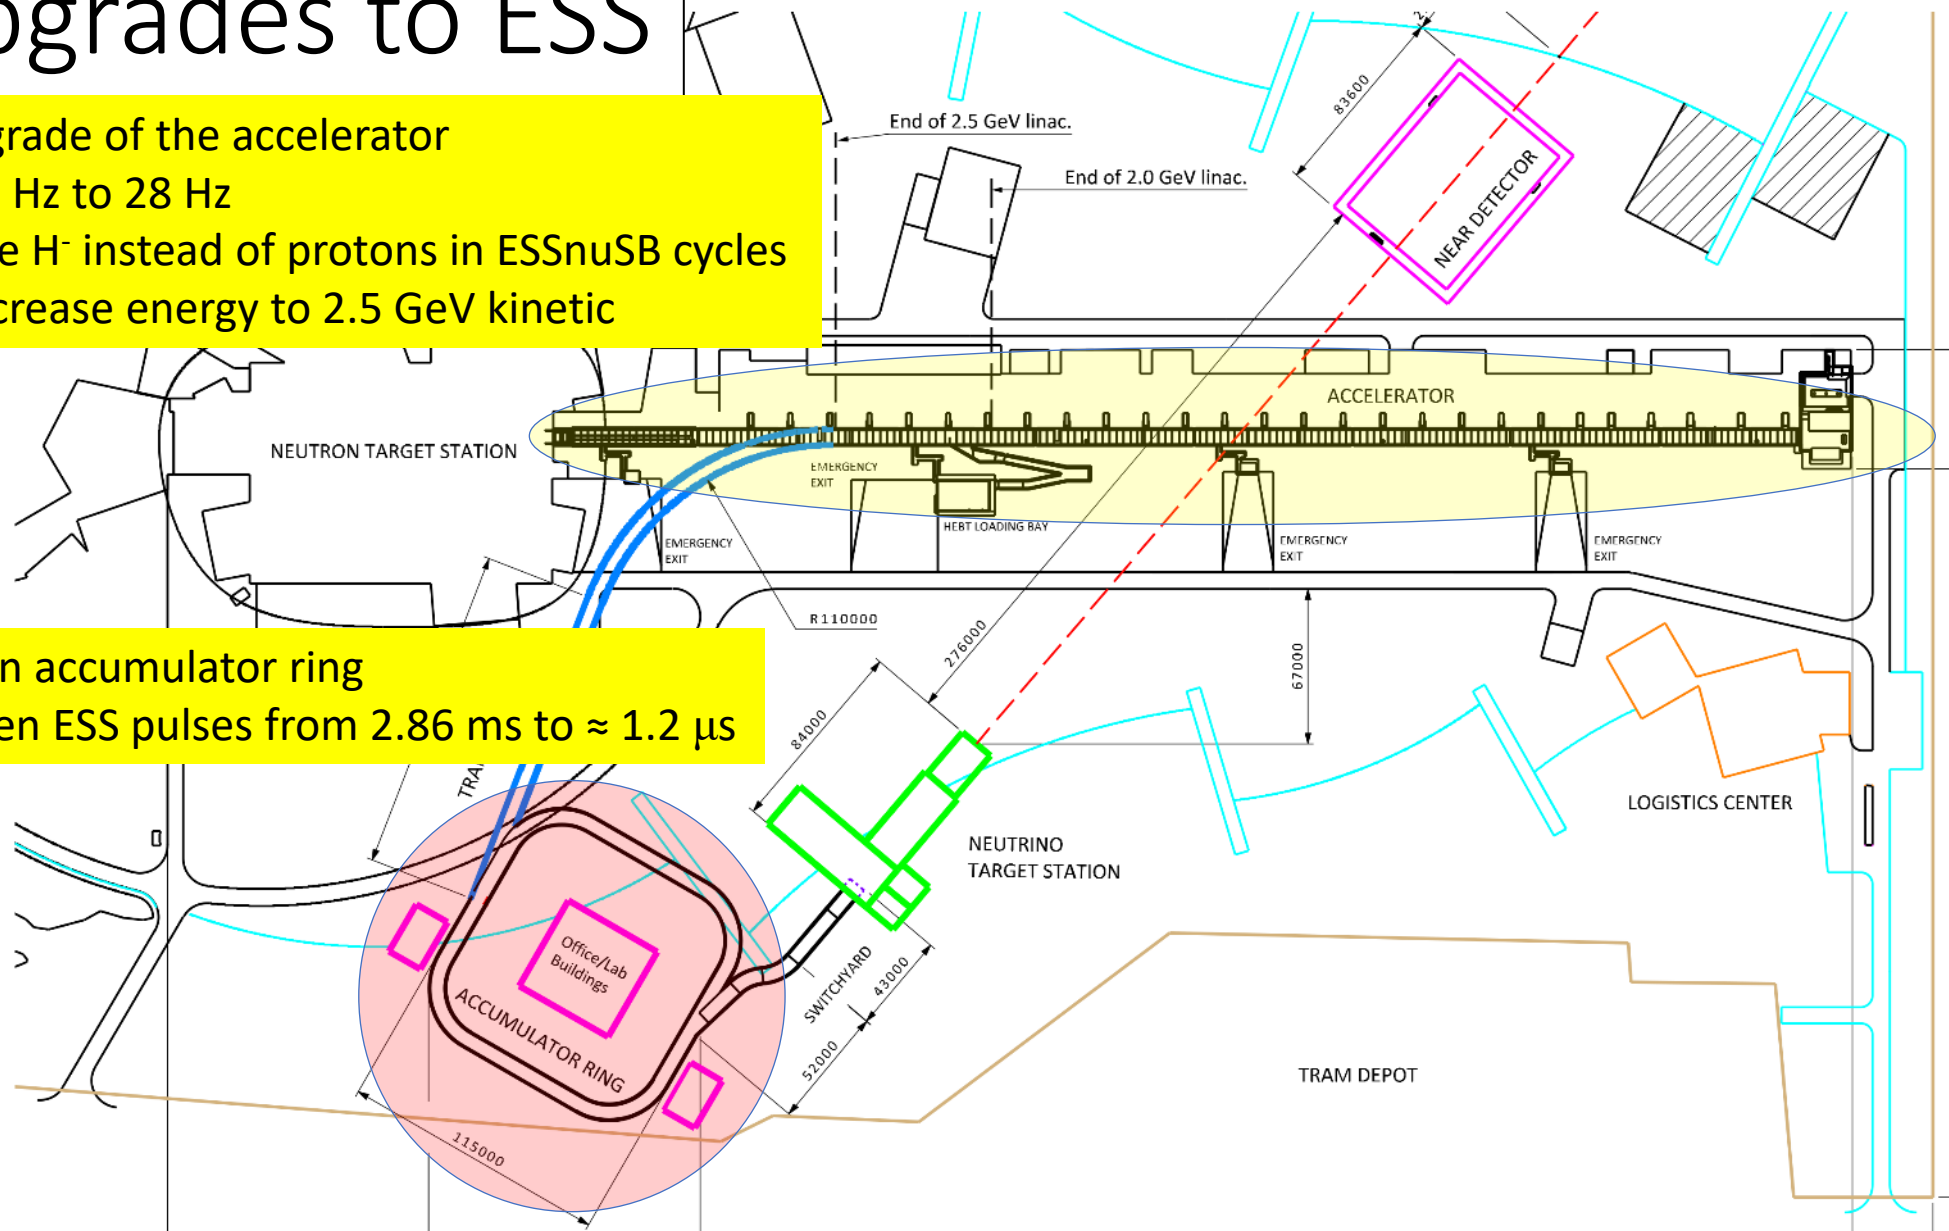 pgrades to ESS
grade of the accelerator
Hz to 28 Hz
e H⁻ instead of protons in ESSnuSB cycles
crease energy to 2.5 GeV kinetic
End of 2.5 GeV linac.
End of 2.0 GeV linac.
83600
NEAR DETECTOR
ACCELERATOR
NEUTRON TARGET STATION
EMERGENCY
EXIT
HEBT LOADING BAY
EMERGENCY
EXIT
EMERGENCY
EXIT
EMERGENCY
EXIT
R110000
276000
67000
n accumulator ring
en ESS pulses from 2.86 ms to ≈ 1.2 µs
84000
TRA
LOGISTICS CENTER
NEUTRINO
TARGET STATION
Office/Lab
Buildings
SWITCHYARD
43000
ACCUMULATOR RING
52000
TRAM DEPOT
115000